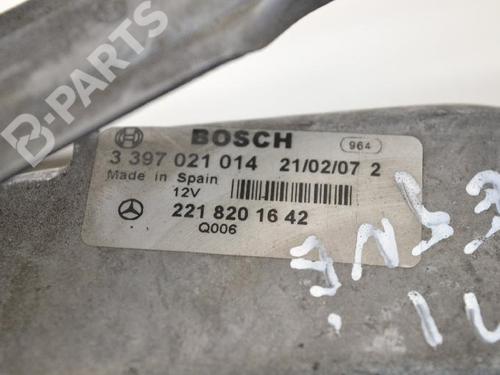 B-PARTS
BOSCH
964
3 397 021 014 21/02/07 2
Made in Spain
12V
221 820 16 42
Q006